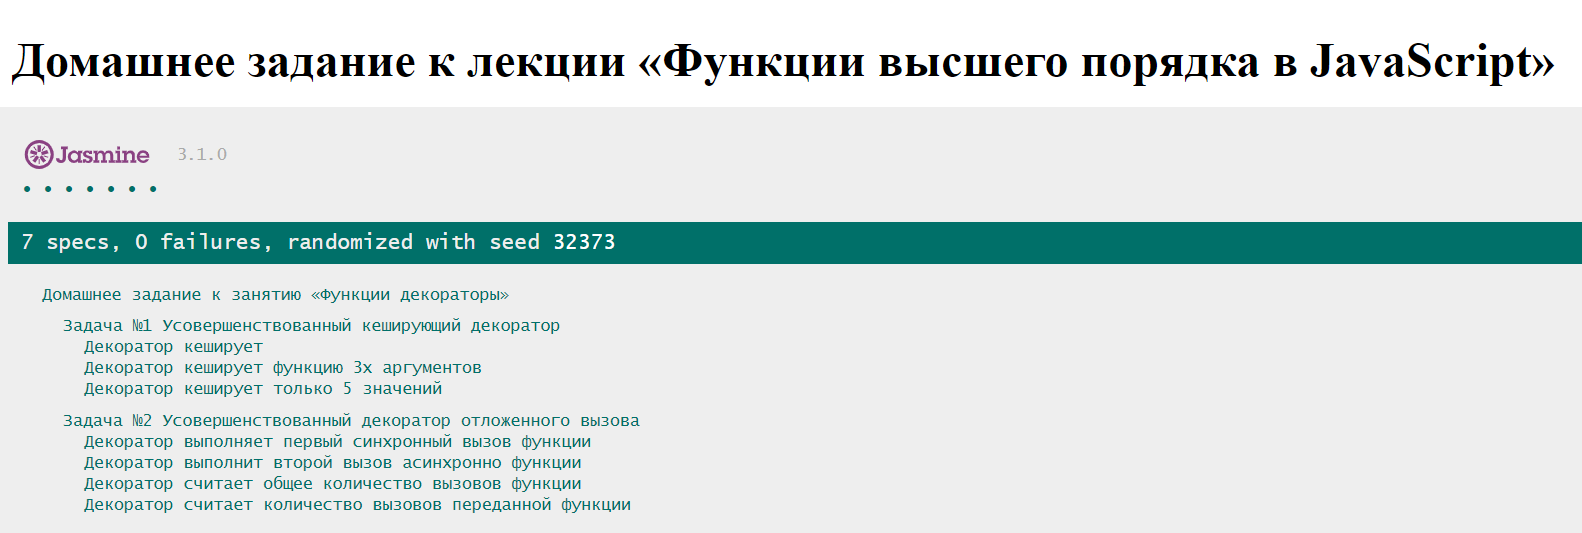 Домашнее задание к лекции «Функции высшего порядка в JavaScript»
Jasmine 3.1.0
• • • • • • •
7 specs, 0 failures, randomized with seed 32373
Домашнее задание к занятию «Функции декораторы»
Задача №1 Усовершенствованный кеширующий декоратор
Декоратор кеширует
Декоратор кеширует функцию 3х аргументов
Декоратор кеширует только 5 значений
Задача №2 Усовершенствованный декоратор отложенного вызова
Декоратор выполняет первый синхронный вызов функции
Декоратор выполнит второй вызов асинхронно функции
Декоратор считает общее количество вызовов функции
Декоратор считает количество вызовов переданной функции